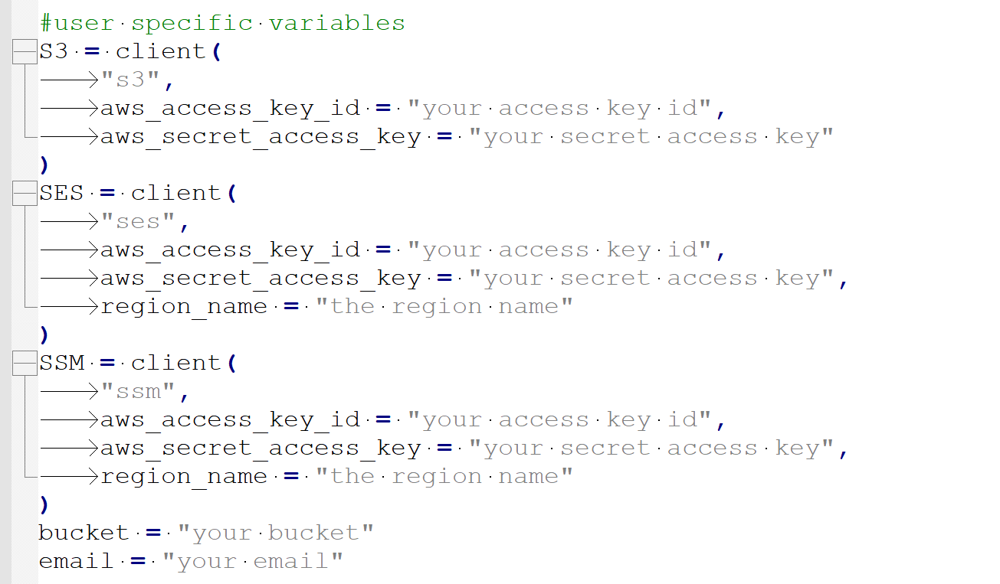 #user specific variables
S3 = client(
"s3",
aws_access_key_id = "your access key id",
aws_secret_access_key = "your secret access key"
)
SES = client(
"ses",
aws_access_key_id = "your access key id",
aws_secret_access_key = "your secret access key",
region_name = "the region name"
)
SSM = client(
"ssm",
aws_access_key_id = "your access key id",
aws_secret_access_key = "your secret access key",
region_name = "the region name"
)
bucket = "your bucket"
email = "your email"